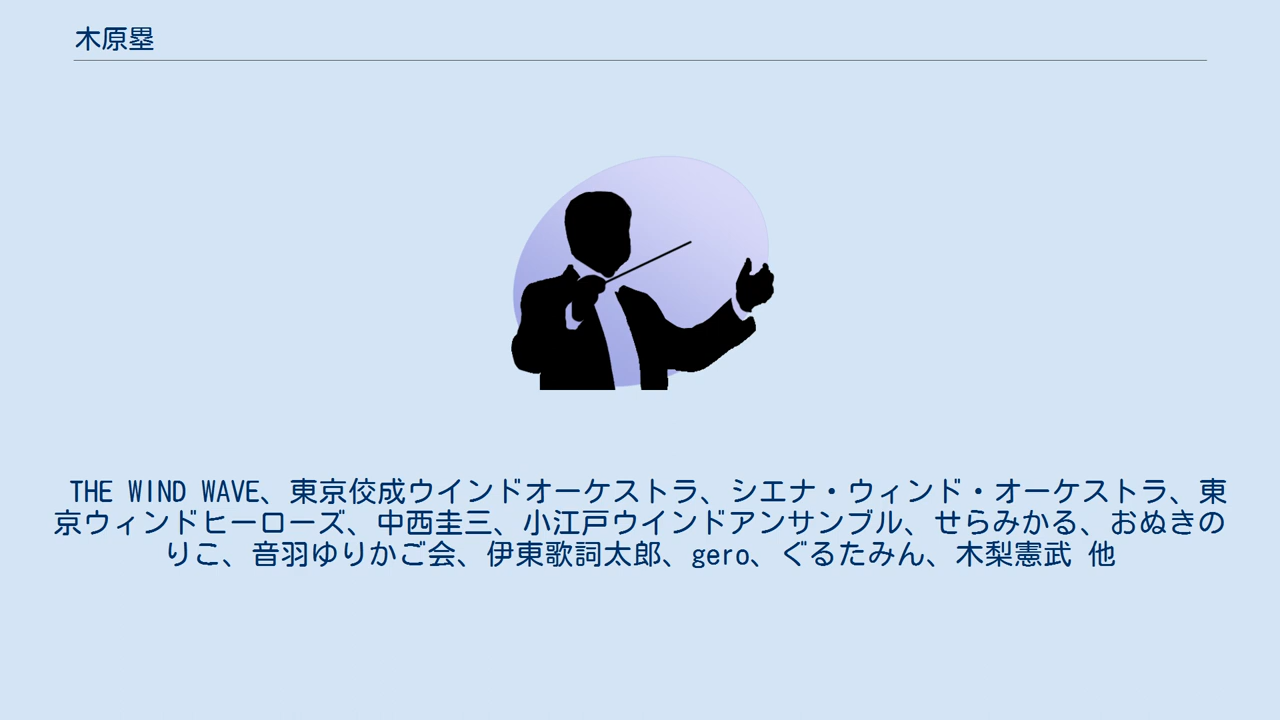 木原塁
THE WIND WAVE、東京佼成ウインドオーケストラ、シエナ・ウィンド・オーケストラ、東
京ウィンドヒーローズ、中西圭三、小江戸ウインドアンサンブル、せらみかる、おぬきの
りこ、音羽ゆりかご会、伊東歌詞太郎、gero、ぐるたみん、木梨憲武 他